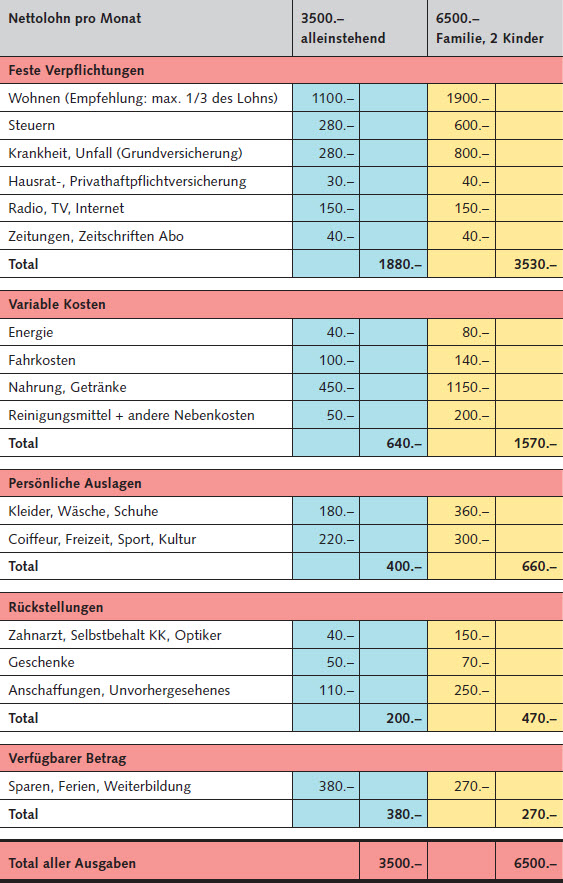 Nettolohn pro Monat 3500.– alleinstehend 6500.– Familie, 2 Kinder
Feste Verpflichtungen
Wohnen (Empfehlung: max. 1/3 des Lohns) 1100.– 1900.–
Steuern 280.– 600.–
Krankheit, Unfall (Grundversicherung) 280.– 800.–
Hausrat-, Privathaftpflichtversicherung 30.– 40.–
Radio, TV, Internet 150.– 150.–
Zeitungen, Zeitschriften Abo 40.– 40.–
Total 1880.– 3530.–
Variable Kosten
Energie 40.– 80.–
Fahrkosten 100.– 140.–
Nahrung, Getränke 450.– 1150.–
Reinigungsmittel + andere Nebenkosten 50.– 200.–
Total 640.– 1570.–
Persönliche Auslagen
Kleider, Wäsche, Schuhe 180.– 360.–
Coiffeur, Freizeit, Sport, Kultur 220.– 300.–
Total 400.– 660.–
Rückstellungen
Zahnarzt, Selbstbehalt KK, Optiker 40.– 150.–
Geschenke 50.– 70.–
Anschaffungen, Unvorhergesehenes 110.– 250.–
Total 200.– 470.–
Verfügbarer Betrag
Sparen, Ferien, Weiterbildung 380.– 270.–
Total 380.– 270.–
Total aller Ausgaben 3500.– 6500.–